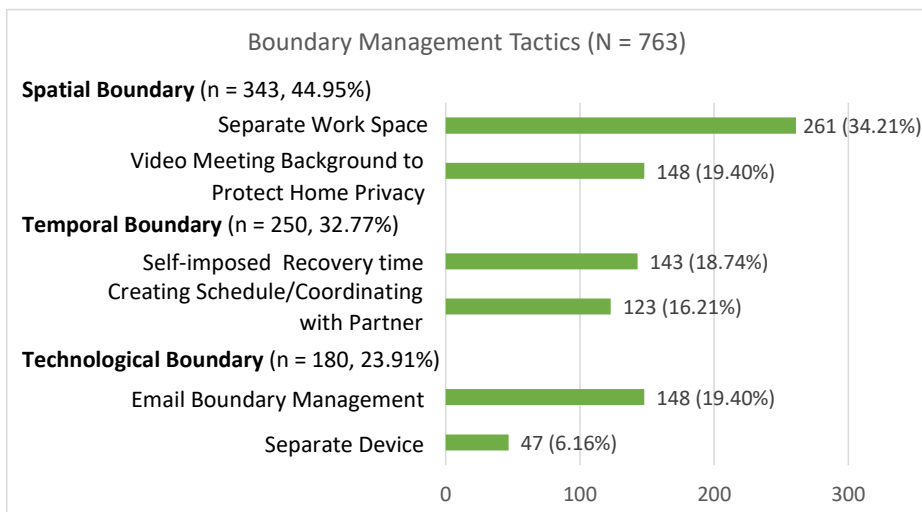 Boundary Management Tactics (N = 763)
Spatial Boundary (n = 343, 44.95%)
Separate Work Space
261 (34.21%)
Video Meeting Background to
Protect Home Privacy
148 (19.40%)
Temporal Boundary (n = 250, 32.77%)
Self-imposed Recovery time
143 (18.74%)
Creating Schedule/Coordinating
with Partner
123 (16.21%)
Technological Boundary (n = 180, 23.91%)
Email Boundary Management
148 (19.40%)
Separate Device
47 (6.16%)
0 100 200 300